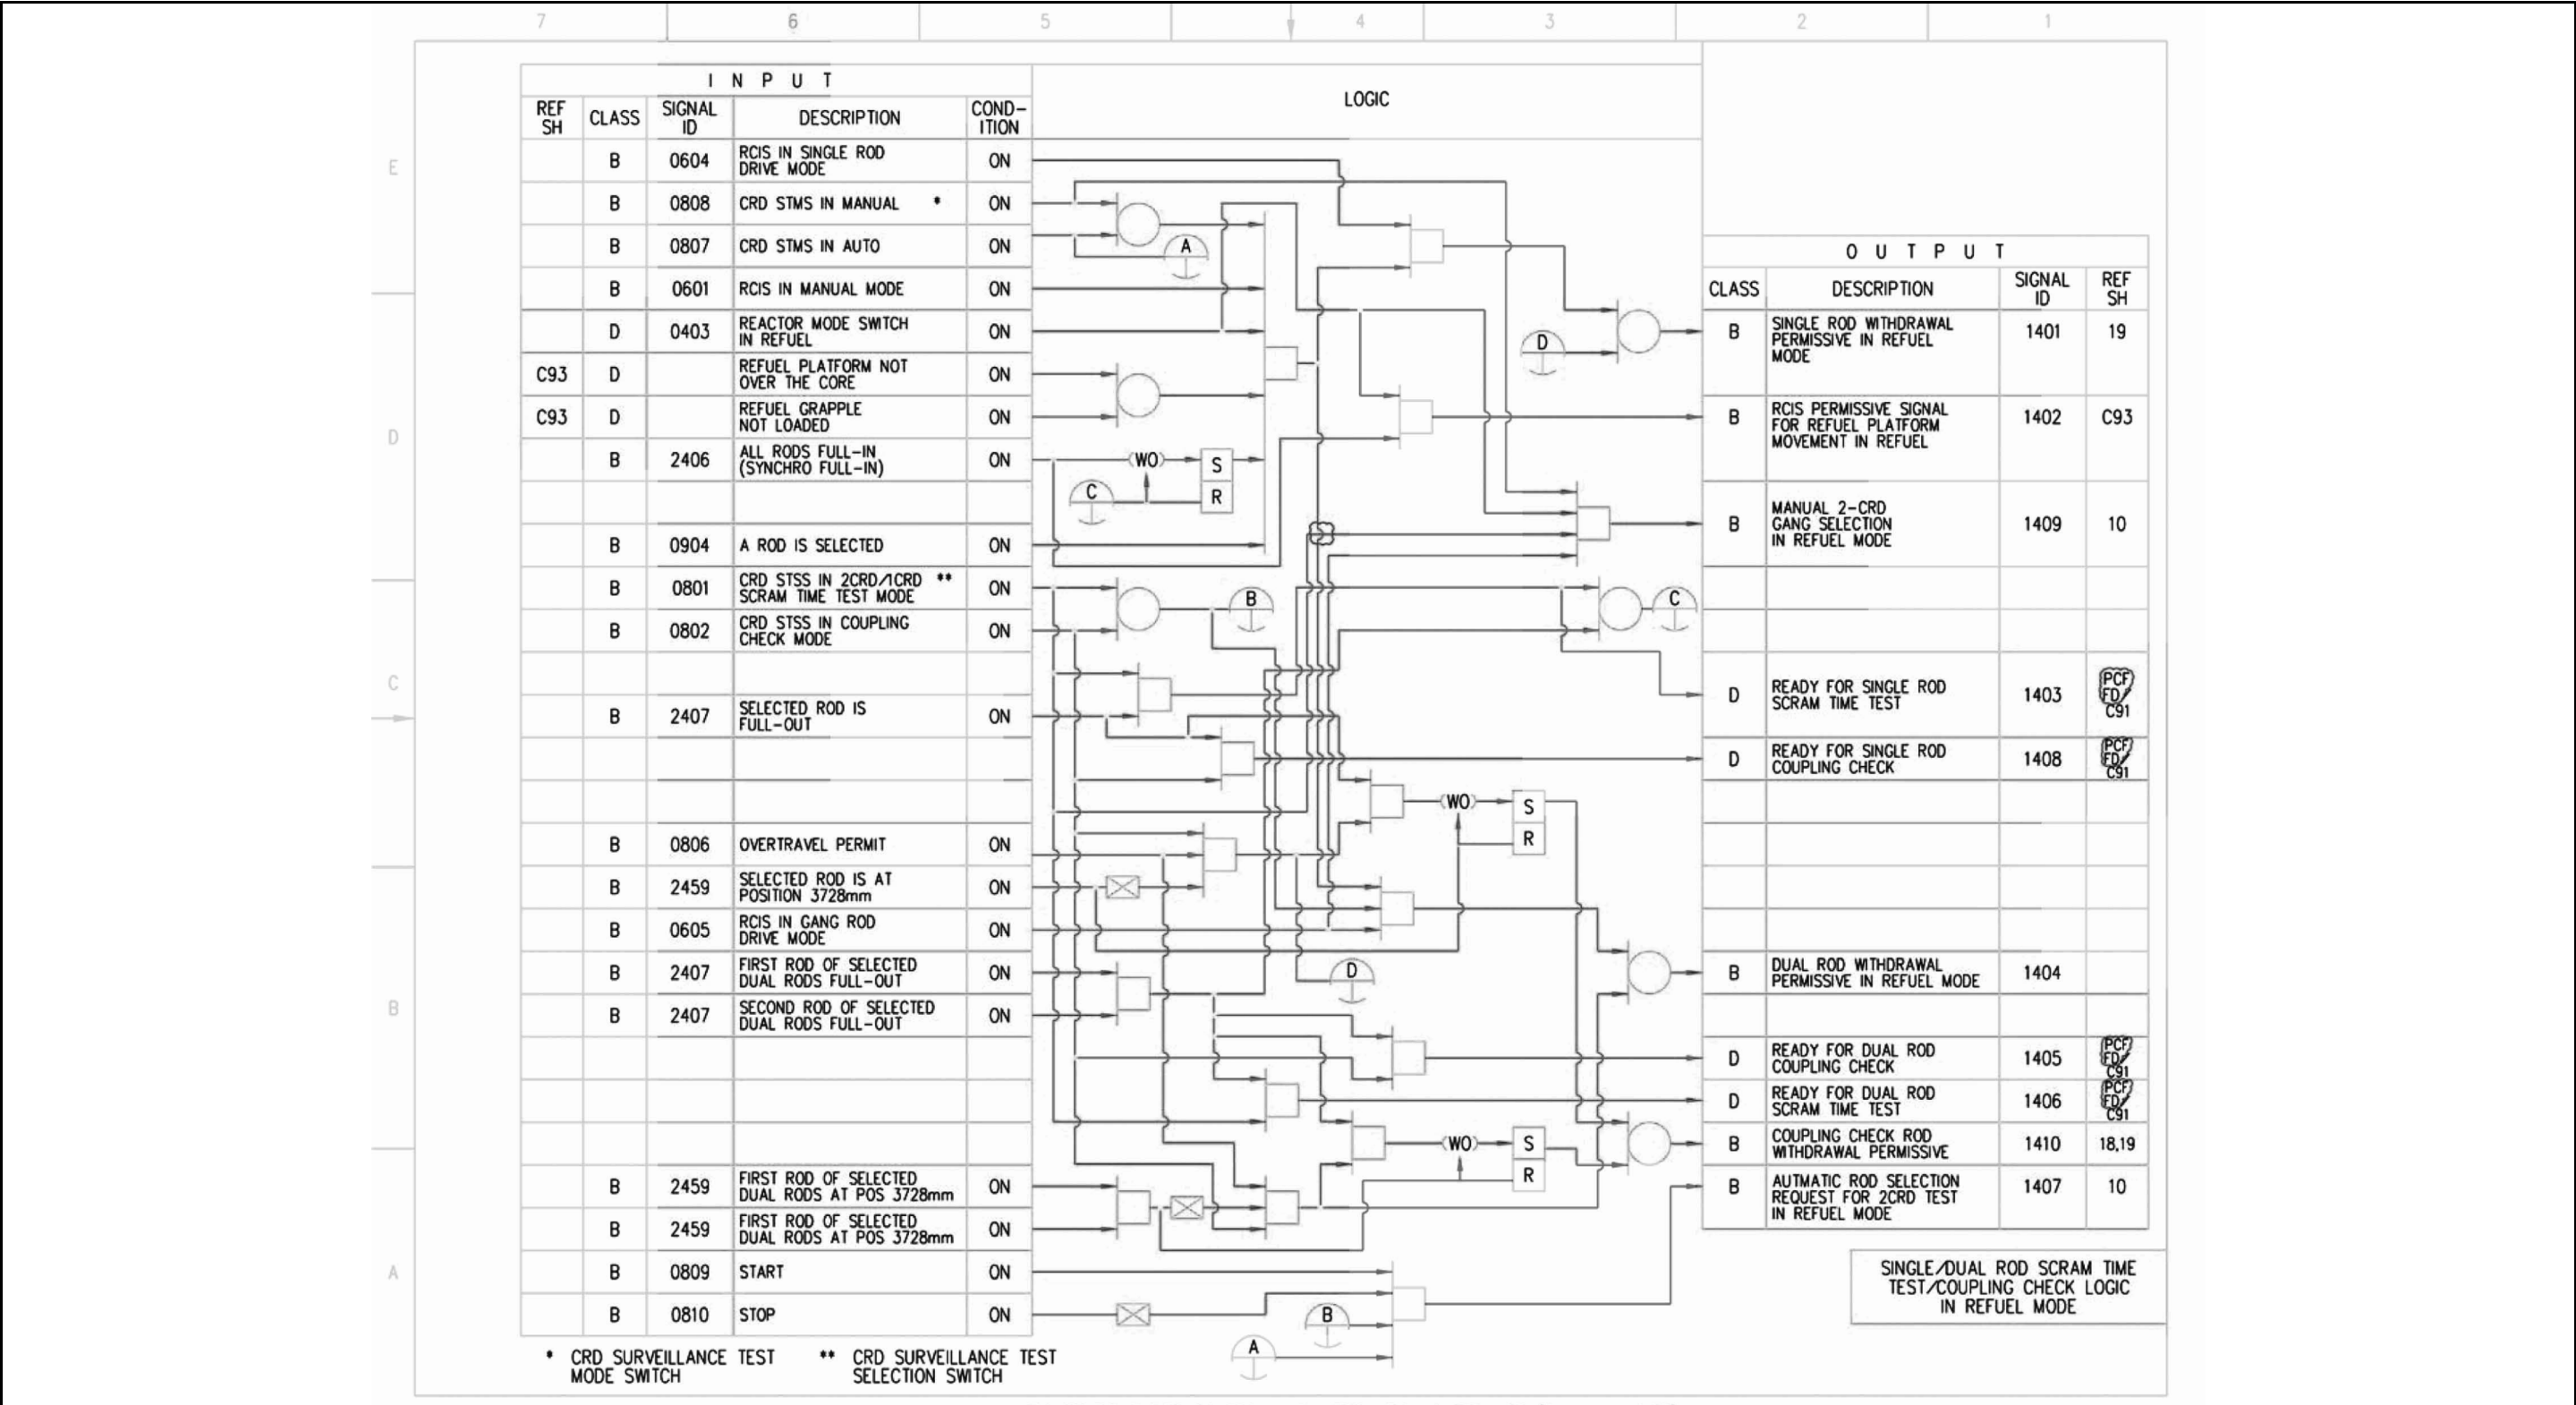 7 6 5 4 3 2 1
E
D
C
B
A
I N P U T
REF SH CLASS SIGNAL ID DESCRIPTION COND-ITION
LOGIC
B 0604 RCIS IN SINGLE ROD DRIVE MODE ON
B 0808 CRD STMS IN MANUAL * ON
B 0807 CRD STMS IN AUTO ON
B 0601 RCIS IN MANUAL MODE ON
D 0403 REACTOR MODE SWITCH IN REFUEL ON
C93 D REFUEL PLATFORM NOT OVER THE CORE ON
C93 D REFUEL GRAPPLE NOT LOADED ON
B 2406 ALL RODS FULL-IN (SYNCHRO FULL-IN) ON
B 0904 A ROD IS SELECTED ON
B 0801 CRD STSS IN 2CRD/1CRD ** SCRAM TIME TEST MODE ON
B 0802 CRD STSS IN COUPLING CHECK MODE ON
B 2407 SELECTED ROD IS FULL-OUT ON
B 0806 OVERTRAVEL PERMIT ON
B 2459 SELECTED ROD IS AT POSITION 3728mm ON
B 0605 RCIS IN GANG ROD DRIVE MODE ON
B 2407 FIRST ROD OF SELECTED DUAL RODS FULL-OUT ON
B 2407 SECOND ROD OF SELECTED DUAL RODS FULL-OUT ON
B 2459 FIRST ROD OF SELECTED DUAL RODS AT POS 3728mm ON
B 2459 FIRST ROD OF SELECTED DUAL RODS AT POS 3728mm ON
B 0809 START ON
B 0810 STOP ON
* CRD SURVEILLANCE TEST MODE SWITCH
** CRD SURVEILLANCE TEST SELECTION SWITCH
A
D
(WO) S
C R
B
C
(WO) S
R
D
(WO) S
R
B
A
O U T P U T
CLASS DESCRIPTION SIGNAL ID REF SH
B SINGLE ROD WITHDRAWAL PERMISSIVE IN REFUEL MODE 1401 19
B RCIS PERMISSIVE SIGNAL FOR REFUEL PLATFORM MOVEMENT IN REFUEL 1402 C93
B MANUAL 2-CRD GANG SELECTION IN REFUEL MODE 1409 10
D READY FOR SINGLE ROD SCRAM TIME TEST 1403 PCF FD/ C91
D READY FOR SINGLE ROD COUPLING CHECK 1408 PCF FD/ C91
B DUAL ROD WITHDRAWAL PERMISSIVE IN REFUEL MODE 1404
D READY FOR DUAL ROD COUPLING CHECK 1405 PCF FD/ C91
D READY FOR DUAL ROD SCRAM TIME TEST 1406 PCF FD/ C91
B COUPLING CHECK ROD WITHDRAWAL PERMISSIVE 1410 18,19
B AUTMATIC ROD SELECTION REQUEST FOR 2CRD TEST IN REFUEL MODE 1407 10
SINGLE/DUAL ROD SCRAM TIME
TEST/COUPLING CHECK LOGIC
IN REFUEL MODE